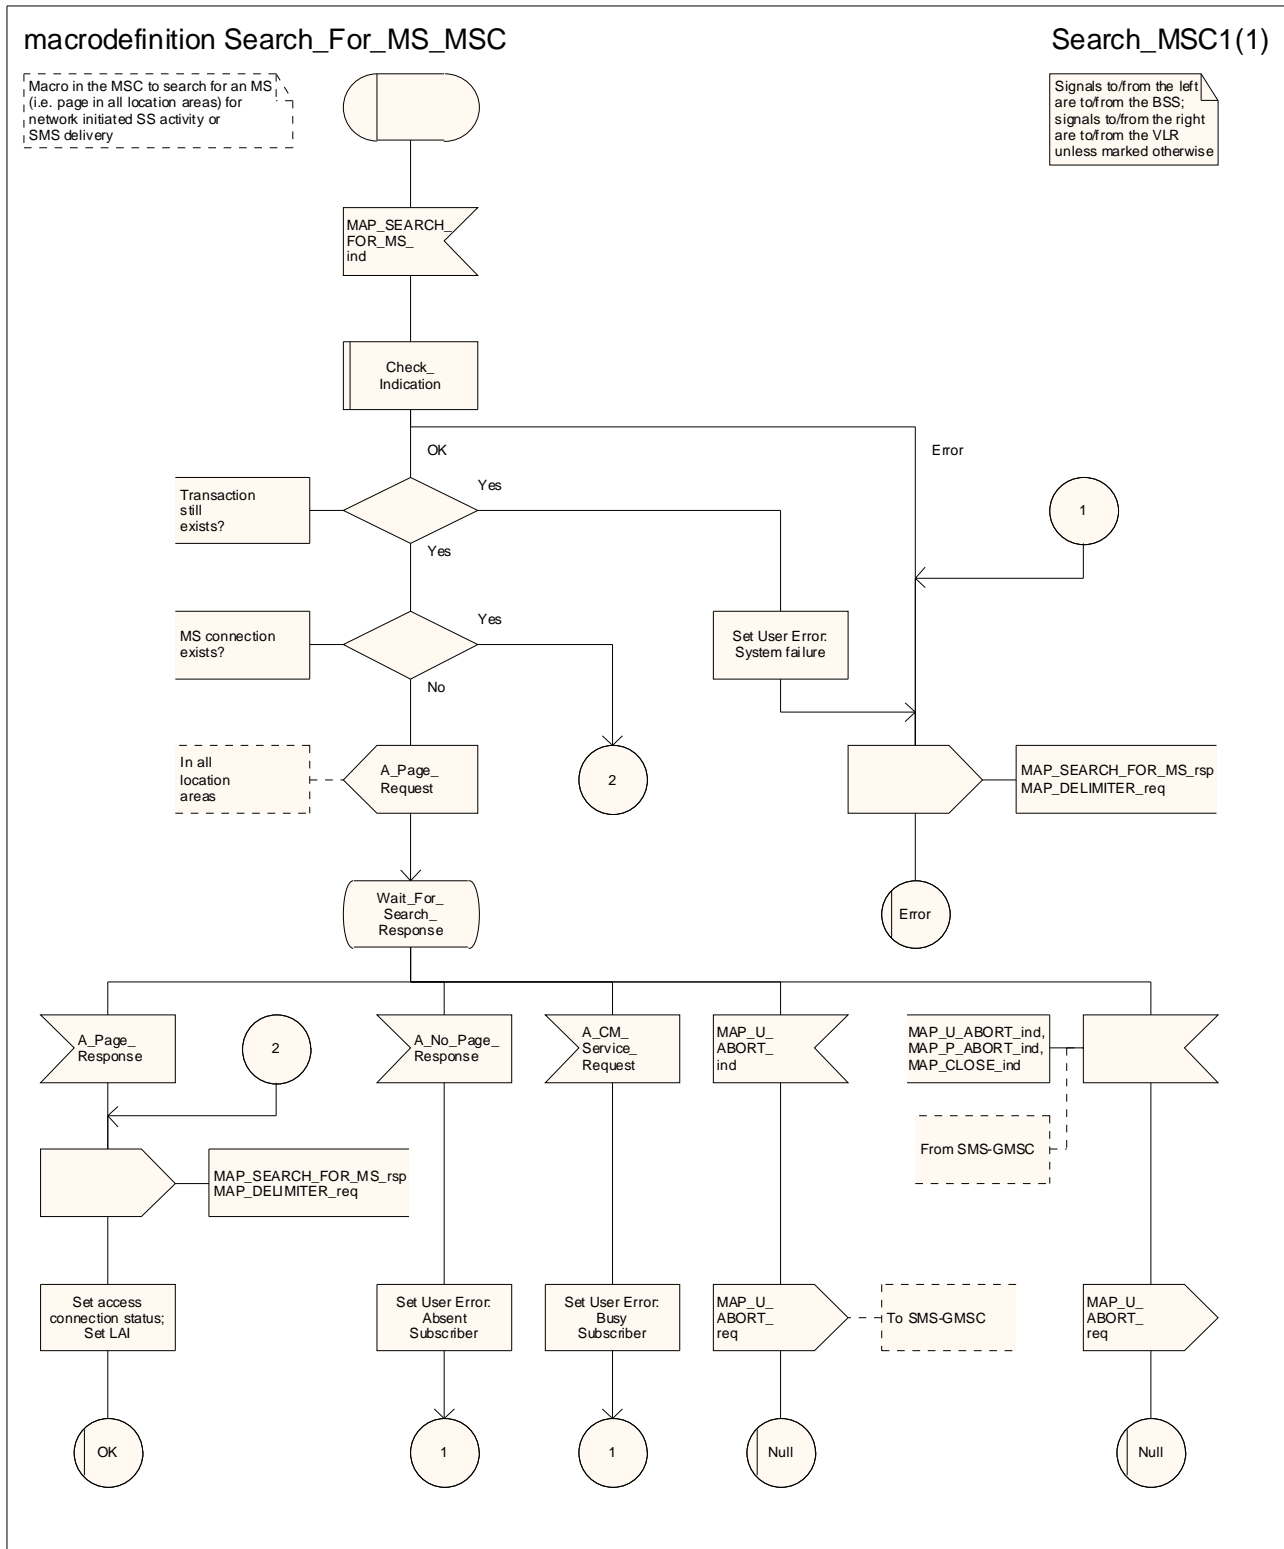 macrodefinition Search_For_MS_MSC
Search_MSC1(1)
Macro in the MSC to search for an MS
(i.e. page in all location areas) for
network initiated SS activity or
SMS delivery
Signals to/from the left
are to/from the BSS;
signals to/from the right
are to/from the VLR
unless marked otherwise
MAP_SEARCH_
FOR_MS_
ind
Check_
Indication
OK
Error
Transaction
still
exists?
Yes
Yes
1
MS connection
exists?
Yes
No
Set User Error:
System failure
In all
location
areas
A_Page_
Request
2
MAP_SEARCH_FOR_MS_rsp
MAP_DELIMITER_req
Wait_For_
Search_
Response
Error
A_Page_
Response
2
A_No_Page_
Response
A_CM_
Service_
Request
MAP_U_
ABORT_
ind
MAP_U_ABORT_ind,
MAP_P_ABORT_ind,
MAP_CLOSE_ind
From SMS-GMSC
MAP_SEARCH_FOR_MS_rsp
MAP_DELIMITER_req
Set access
connection status;
Set LAI
Set User Error:
Absent
Subscriber
Set User Error:
Busy
Subscriber
MAP_U_
ABORT_
req
To SMS-GMSC
MAP_U_
ABORT_
req
OK
1
1
Null
Null